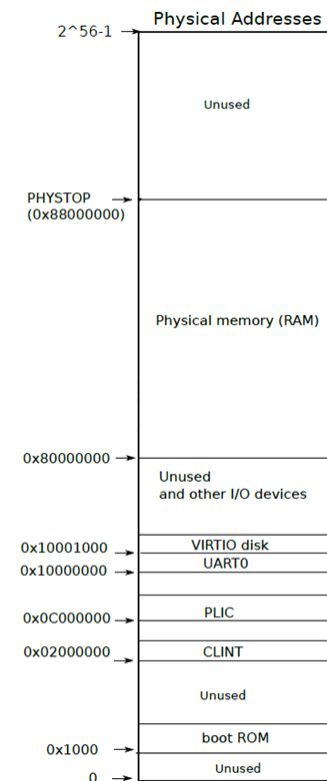 Physical Addresses
2^56-1
Unused
PHYSTOP
(0x88000000)
Physical memory (RAM)
0x80000000
Unused
and other I/O devices
VIRTIO disk
0x10001000
UART0
0x10000000
PLIC
0x0C000000
CLINT
0x02000000
Unused
boot ROM
0x1000
Unused
0